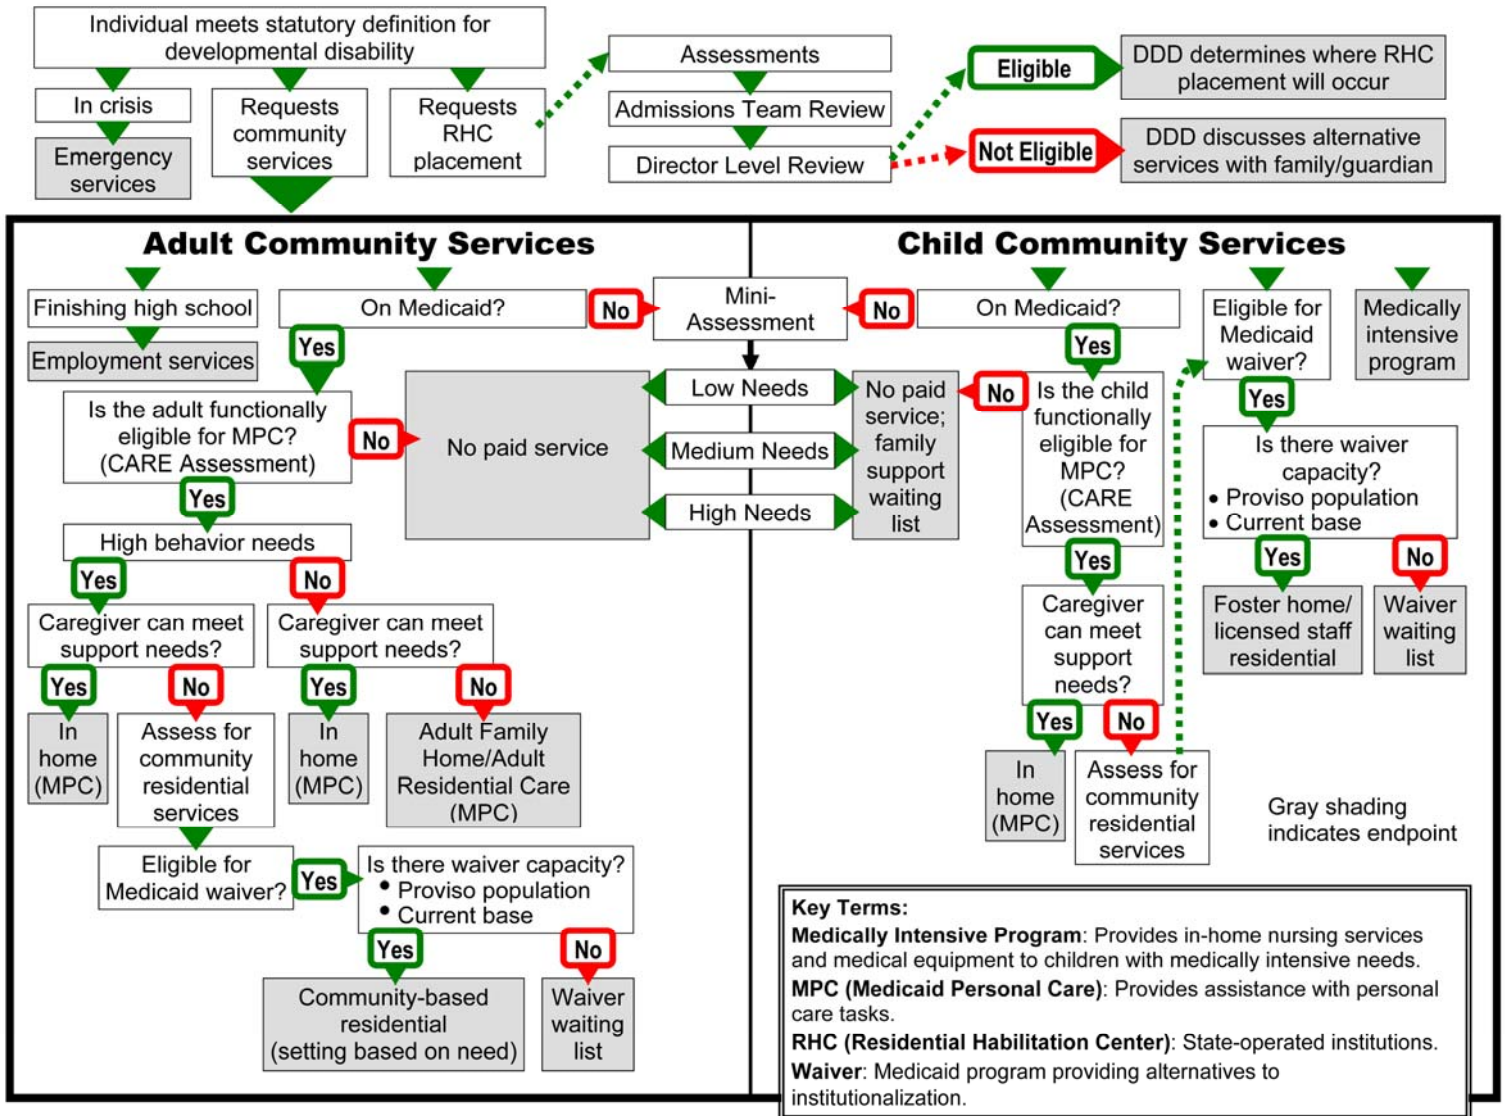 Individual meets statutory definition for
developmental disability
In crisis
Emergency
services
Requests
community
services
Requests
RHC
placement
Assessments
Admissions Team Review
Director Level Review
Eligible
DDD determines where RHC
placement will occur
Not Eligible
DDD discusses alternative
services with family/guardian
Adult Community Services
Finishing high school
Employment services
On Medicaid?
No
Mini-
Assessment
Yes
Is the adult functionally
eligible for MPC?
(CARE Assessment)
No
No paid service
Low Needs
Medium Needs
High Needs
Yes
High behavior needs
Yes
No
Caregiver can meet
support needs?
Caregiver can meet
support needs?
Yes
No
Yes
No
In
home
(MPC)
Assess for
community
residential
services
In
home
(MPC)
Adult Family
Home/Adult
Residential Care
(MPC)
Eligible for
Medicaid waiver?
Yes
Is there waiver capacity?
• Proviso population
• Current base
Yes
No
Community-based
residential
(setting based on need)
Waiver
waiting
list
Child Community Services
No
On Medicaid?
Yes
No paid
service;
family
support
waiting
list
No
Is the child
functionally
eligible for
MPC?
(CARE
Assessment)
Yes
Caregiver
can meet
support
needs?
Yes
No
In
home
(MPC)
Assess for
community
residential
services
Eligible for
Medicaid
waiver?
Yes
Is there waiver
capacity?
• Proviso population
• Current base
Yes
No
Foster home/
licensed staff
residential
Waiver
waiting
list
Medically
intensive
program
Gray shading
indicates endpoint
Key Terms:
Medically Intensive Program: Provides in-home nursing services
and medical equipment to children with medically intensive needs.
MPC (Medicaid Personal Care): Provides assistance with personal
care tasks.
RHC (Residential Habilitation Center): State-operated institutions.
Waiver: Medicaid program providing alternatives to
institutionalization.